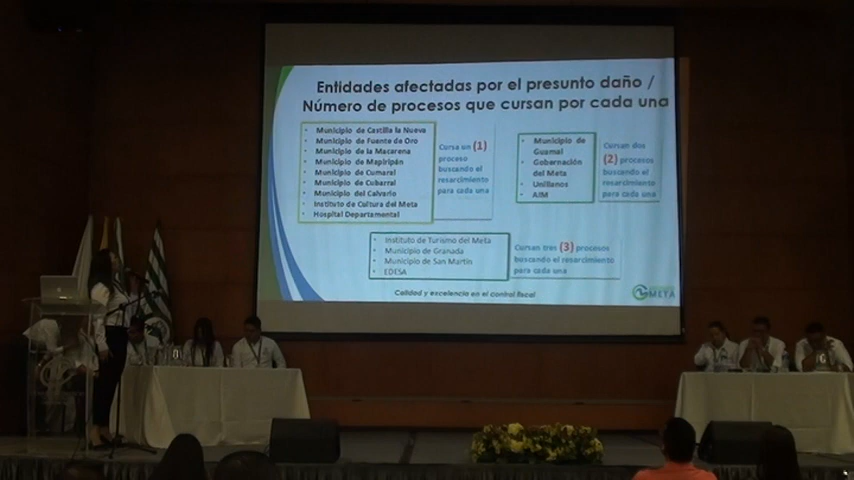 Entidades afectadas por el presunto daño /
Número de procesos que cursan por cada una
• Municipio de Castilla la Nueva
• Municipio de Fuente de Oro
• Municipio de la Macarena
• Municipio de Mapiripán
• Municipio de Cumaral
• Municipio de Cubarral
• Municipio del Calvario
• Instituto de Cultura del Meta
• Hospital Departamental
Cursa un (1)
proceso
buscando el
resarcimiento
para cada una
• Municipio de
Guamal
• Gobernación
del Meta
• Unillanos
• AIM
Cursan dos
(2) procesos
buscando el
resarcimiento
para cada una
• Instituto de Turismo del Meta
• Municipio de Granada
• Municipio de San Martín
• EDESA
Cursan tres (3) procesos
buscando el resarcimiento
para cada una
Calidad y excelencia en el control fiscal
META